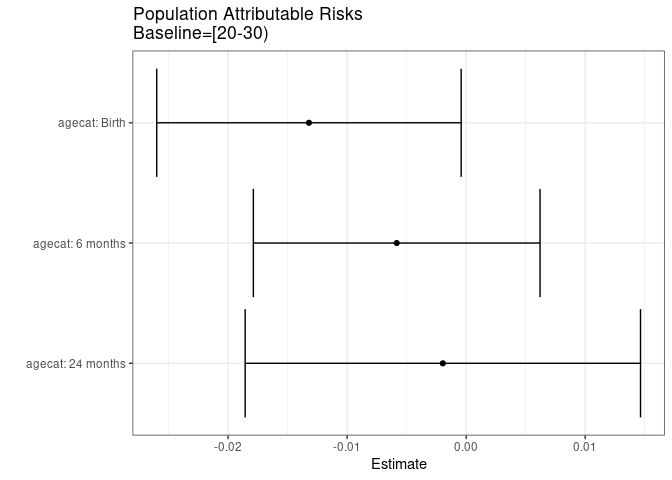 Population Attributable Risks
Baseline=[20-30)
agecat: Birth
agecat: 6 months
agecat: 24 months
-0.02 -0.01 0.00 0.01
Estimate